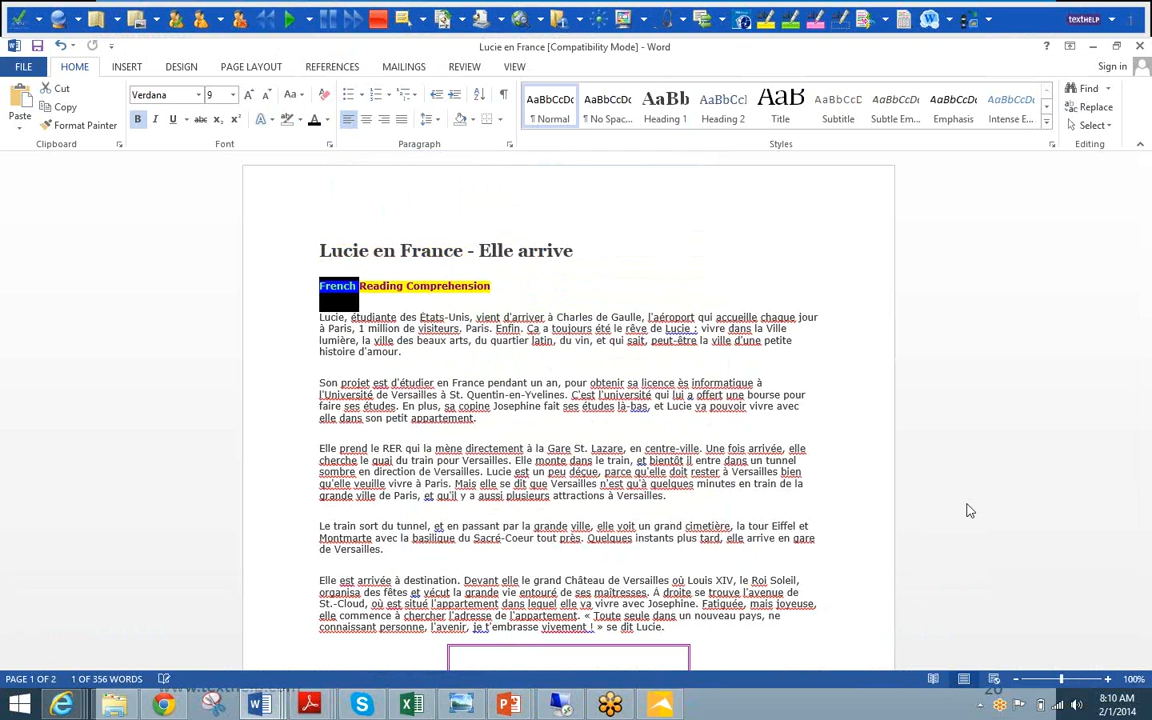 texthelp
Lucie en France [Compatibility Mode] - Word
FILE HOME INSERT DESIGN PAGE LAYOUT REFERENCES MAILINGS REVIEW VIEW
Sign in
Paste
Cut
Copy
Format Painter
Clipboard
Verdana 9
Font
Paragraph
AaBbCcDc AaBbCcDc AaBb AaBbCcl AaB AaBbCcDc AaBbCcDc AaBbCcDc AaBbCcDc
¶ Normal ¶ No Spac... Heading 1 Heading 2 Title Subtitle Subtle Em... Emphasis Intense E...
Styles
Find
Replace
Select
Editing
Lucie en France - Elle arrive
French Reading Comprehension
Lucie, étudiante des États-Unis, vient d'arriver à Charles de Gaulle, l'aéroport qui accueille chaque jour
à Paris, 1 million de visiteurs. Paris. Enfin. Ça a toujours été le rêve de Lucie : vivre dans la Ville
lumière, la ville des beaux arts, du quartier latin, du vin, et qui sait, peut-être la ville d'une petite
histoire d'amour.
Son projet est d'étudier en France pendant un an, pour obtenir sa licence ès informatique à
l'Université de Versailles à St. Quentin-en-Yvelines. C'est l'université qui lui a offert une bourse pour
faire ses études. En plus, sa copine Josephine fait ses études là-bas, et Lucie va pouvoir vivre avec
elle dans son petit appartement.
Elle prend le RER qui la mène directement à la Gare St. Lazare, en centre-ville. Une fois arrivée, elle
cherche le quai du train pour Versailles. Elle monte dans le train, et bientôt il entre dans un tunnel
sombre en direction de Versailles. Lucie est un peu déçue, parce qu'elle doit rester à Versailles bien
qu'elle veuille vivre à Paris. Mais elle se dit que Versailles n'est qu'à quelques minutes en train de la
grande ville de Paris, et qu'il y a aussi plusieurs attractions à Versailles.
Le train sort du tunnel, et en passant par la grande ville, elle voit un grand cimetière, la tour Eiffel et
Montmarte avec la basilique du Sacré-Coeur tout près. Quelques instants plus tard, elle arrive en gare
de Versailles.
Elle est arrivée à destination. Devant elle le grand Château de Versailles où Louis XIV, le Roi Soleil,
organisa des fêtes et vécut la grande vie entouré de ses maîtresses. À droite se trouve l'avenue de
St.-Cloud, où est situé l'appartement dans lequel elle va vivre avec Josephine. Fatiguée, mais joyeuse,
elle commence à chercher l'adresse de l'appartement. « Toute seule dans un nouveau pays, ne
connaissant personne, l'avenir, je t'embrasse vivement ! » se dit Lucie.
PAGE 1 OF 2 1 OF 356 WORDS 100%
www.texthelp.com
20
8:10 AM
2/1/2014